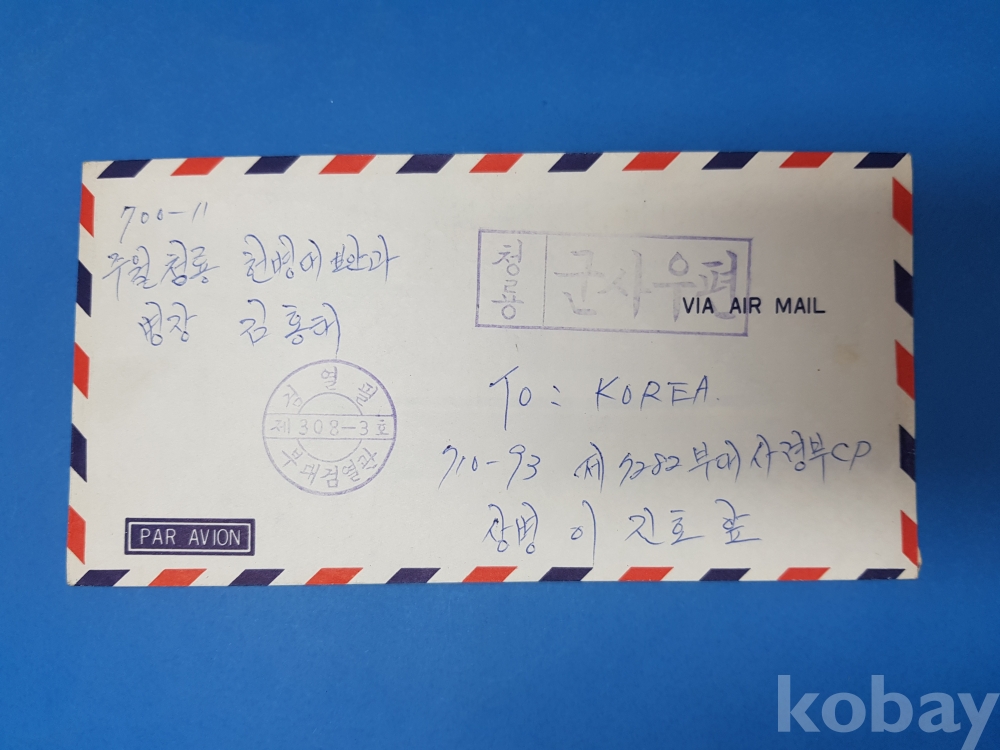 700-11
주월청룡 헌병대 보안과
병장 김홍태
청룡
군사우편
VIA AIR MAIL
검열필
제308-3호
부대검열관
TO: KOREA.
710-93 제9282부대 사령부CP
상병 이진호 앞
PAR AVION
kobay